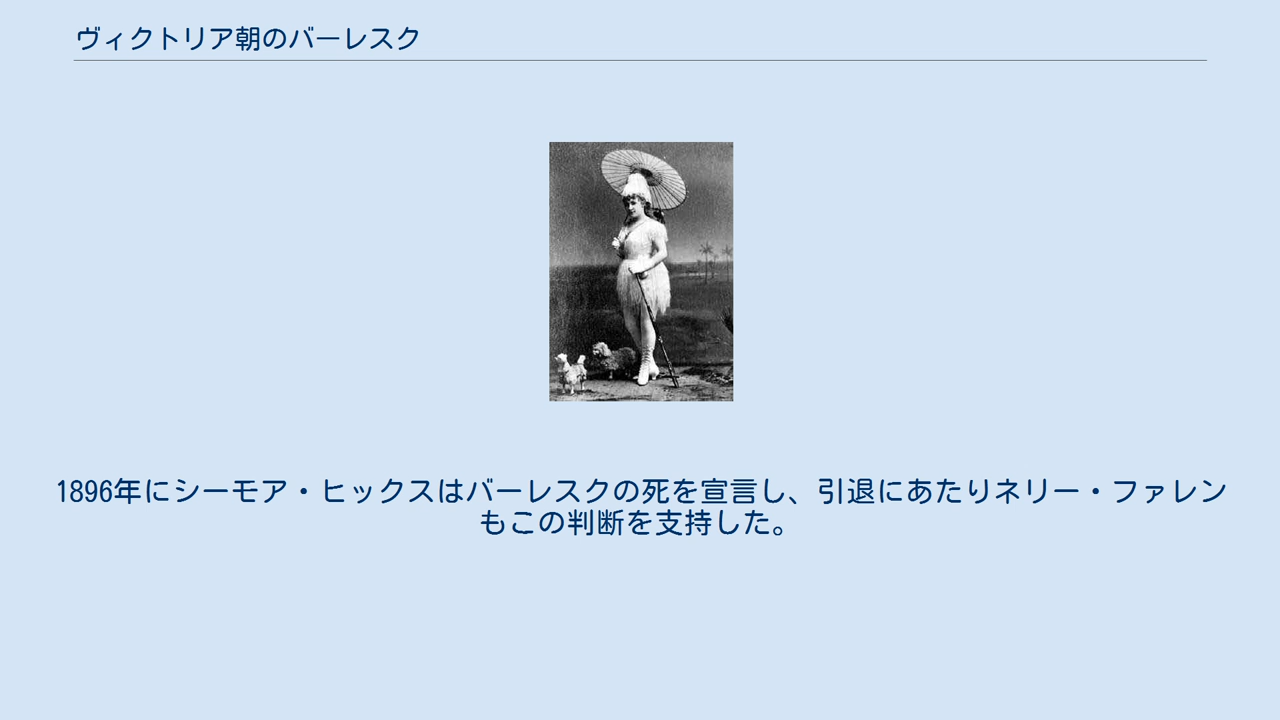 ヴィクトリア朝のバーレスク
1896年にシーモア・ヒックスはバーレスクの死を宣言し、引退にあたりネリー・ファレン
もこの判断を支持した。